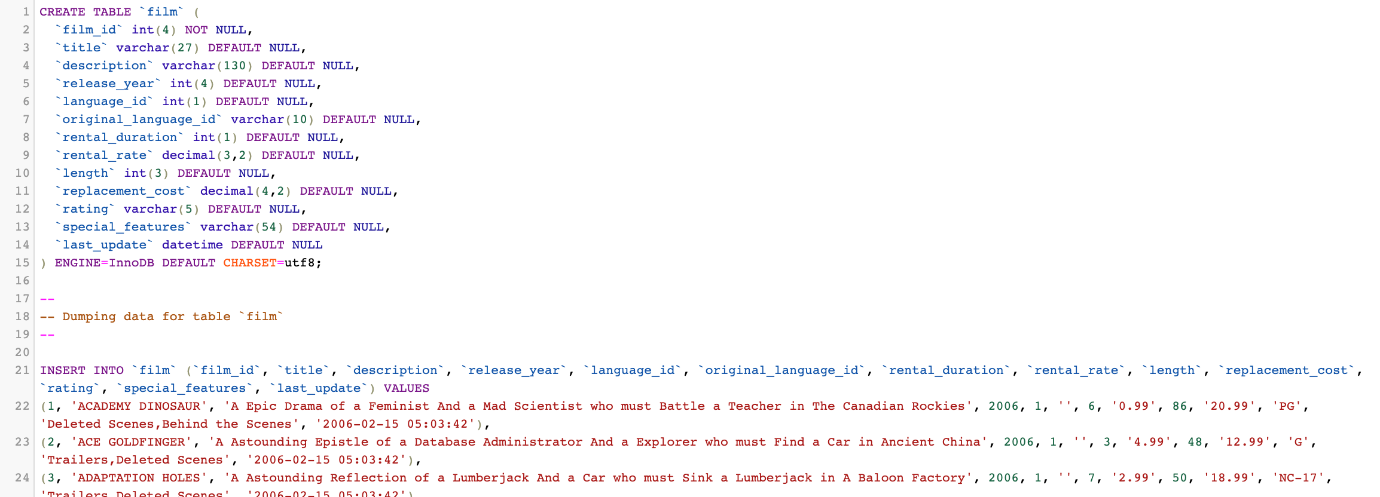 1 CREATE TABLE `film` (
2 `film_id` int(4) NOT NULL,
3 `title` varchar(27) DEFAULT NULL,
4 `description` varchar(130) DEFAULT NULL,
5 `release_year` int(4) DEFAULT NULL,
6 `language_id` int(1) DEFAULT NULL,
7 `original_language_id` varchar(10) DEFAULT NULL,
8 `rental_duration` int(1) DEFAULT NULL,
9 `rental_rate` decimal(3,2) DEFAULT NULL,
10 `length` int(3) DEFAULT NULL,
11 `replacement_cost` decimal(4,2) DEFAULT NULL,
12 `rating` varchar(5) DEFAULT NULL,
13 `special_features` varchar(54) DEFAULT NULL,
14 `last_update` datetime DEFAULT NULL
15 ) ENGINE=InnoDB DEFAULT CHARSET=utf8;
16
17 --
18 -- Dumping data for table `film`
19 --
20
21 INSERT INTO `film` (`film_id`, `title`, `description`, `release_year`, `language_id`, `original_language_id`, `rental_duration`, `rental_rate`, `length`, `replacement_cost`,
`rating`, `special_features`, `last_update`) VALUES
22 (1, 'ACADEMY DINOSAUR', 'A Epic Drama of a Feminist And a Mad Scientist who must Battle a Teacher in The Canadian Rockies', 2006, 1, '', 6, '0.99', 86, '20.99', 'PG',
'Deleted Scenes,Behind the Scenes', '2006-02-15 05:03:42'),
23 (2, 'ACE GOLDFINGER', 'A Astounding Epistle of a Database Administrator And a Explorer who must Find a Car in Ancient China', 2006, 1, '', 3, '4.99', 48, '12.99', 'G',
'Trailers,Deleted Scenes', '2006-02-15 05:03:42'),
24 (3, 'ADAPTATION HOLES', 'A Astounding Reflection of a Lumberjack And a Car who must Sink a Lumberjack in A Baloon Factory', 2006, 1, '', 7, '2.99', 50, '18.99', 'NC-17',
'Trailers,Deleted Scenes', '2006-02-15 05:03:42')